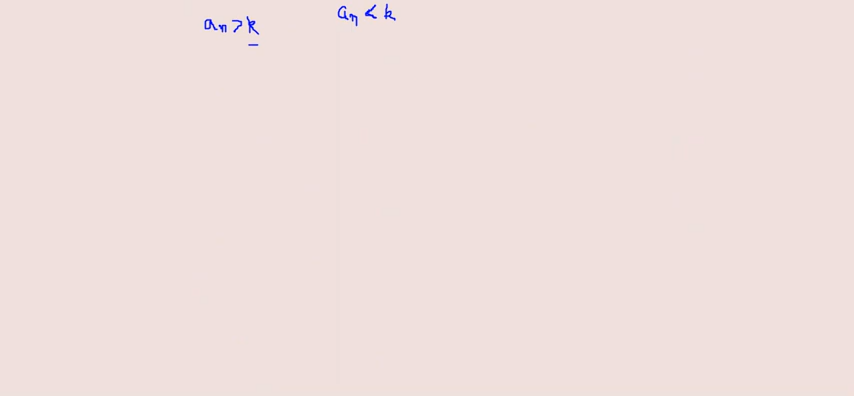 aₙ > k
aₙ < k